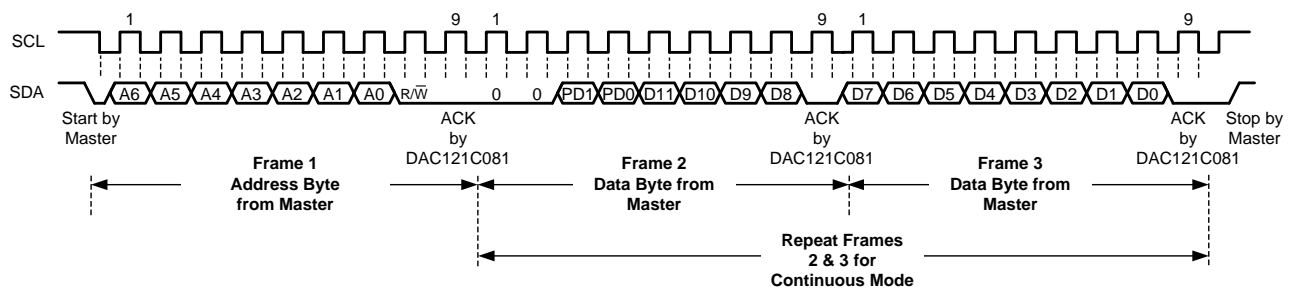 1 9 1 9 1 9
SCL
SDA A6 A5 A4 A3 A2 A1 A0 R/W̅ 0 0 PD1 PD0 D11 D10 D9 D8 D7 D6 D5 D4 D3 D2 D1 D0
Start by
Master
ACK
by
DAC121C081
ACK
by
DAC121C081
ACK
by
DAC121C081
Stop by
Master
Frame 1
Address Byte
from Master
Frame 2
Data Byte from
Master
Frame 3
Data Byte from
Master
Repeat Frames
2 & 3 for
Continuous Mode